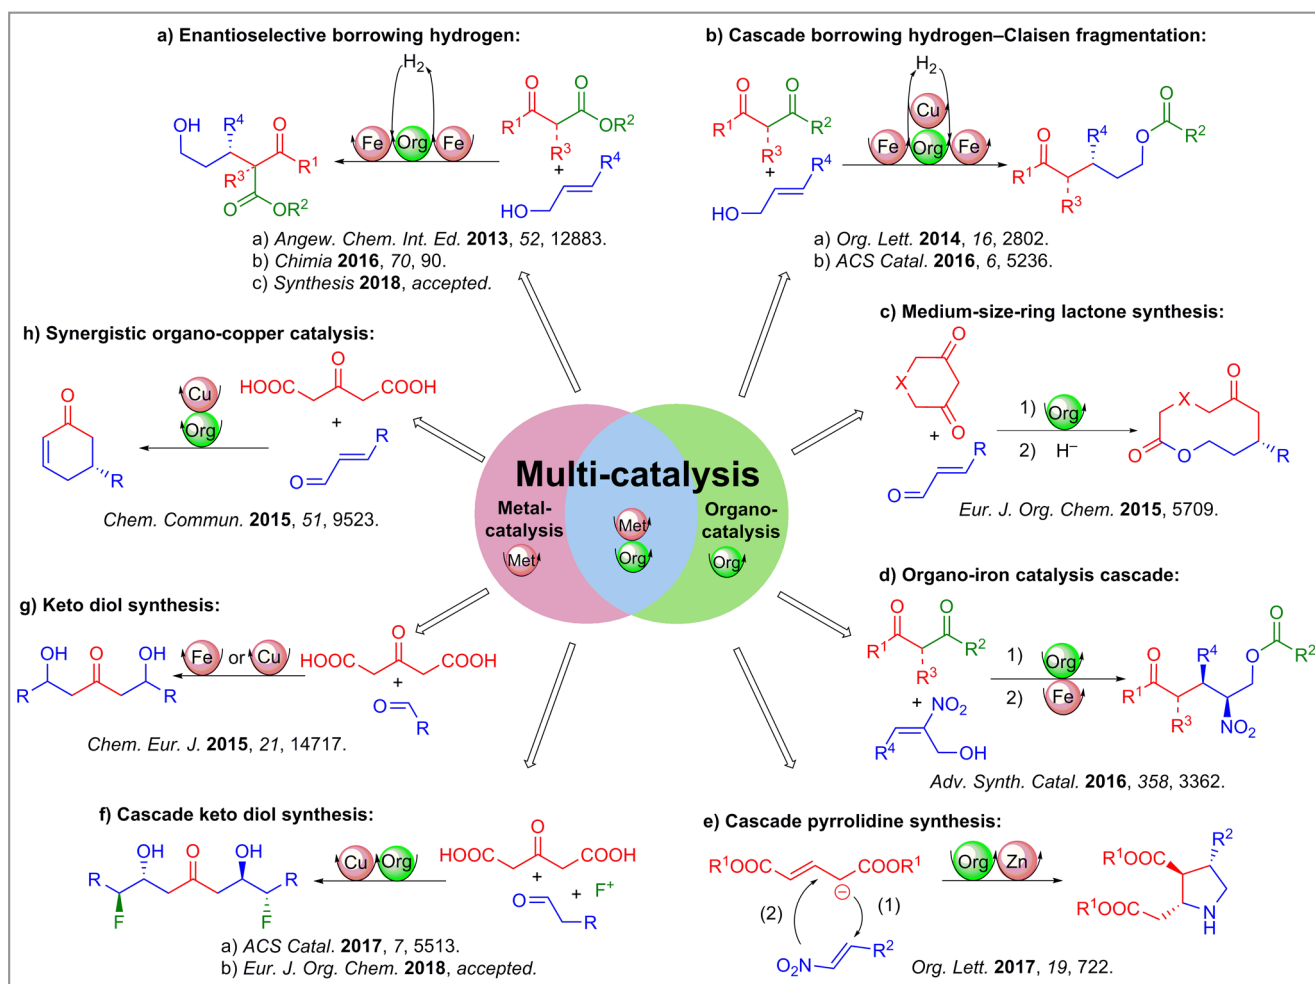 a) Enantioselective borrowing hydrogen:
H₂
OH
R⁴
O
R¹
R³
O
OR²
Fe
Org
Fe
O
O
R¹
OR²
R³
+
R⁴
HO
a) Angew. Chem. Int. Ed. 2013, 52, 12883.
b) Chimia 2016, 70, 90.
c) Synthesis 2018, accepted.
b) Cascade borrowing hydrogen–Claisen fragmentation:
H₂
O
O
R¹
R²
R³
+
R⁴
HO
Cu
Fe
Org
Fe
O
R⁴
O
R²
O
R¹
R³
a) Org. Lett. 2014, 16, 2802.
b) ACS Catal. 2016, 6, 5236.
h) Synergistic organo-copper catalysis:
O
R
Cu
Org
O
HOOC
COOH
+
R
O
Chem. Commun. 2015, 51, 9523.
c) Medium-size-ring lactone synthesis:
O
X
O
+
R
O
1)
Org
2) H⁻
O
X
O
O
R
Eur. J. Org. Chem. 2015, 5709.
Multi-catalysis
Metal-
catalysis
Met
Met
Org
Organo-
catalysis
Org
g) Keto diol synthesis:
OH
O
OH
R
R
Fe
or
Cu
O
HOOC
COOH
+
O
R
Chem. Eur. J. 2015, 21, 14717.
d) Organo-iron catalysis cascade:
O
O
R¹
R²
R³
+
NO₂
R⁴
OH
1)
Org
2)
Fe
O
R⁴
O
R²
O
R¹
R³
NO₂
Adv. Synth. Catal. 2016, 358, 3362.
f) Cascade keto diol synthesis:
OH
O
OH
R
R
F
F
Cu
Org
O
HOOC
COOH
+
O
R
+
F⁺
a) ACS Catal. 2017, 7, 5513.
b) Eur. J. Org. Chem. 2018, accepted.
e) Cascade pyrrolidine synthesis:
R¹OOC
COOR¹
−
(2)
(1)
O₂N
R²
Org
Zn
R²
R¹OOC
R¹OOC
N
H
Org. Lett. 2017, 19, 722.